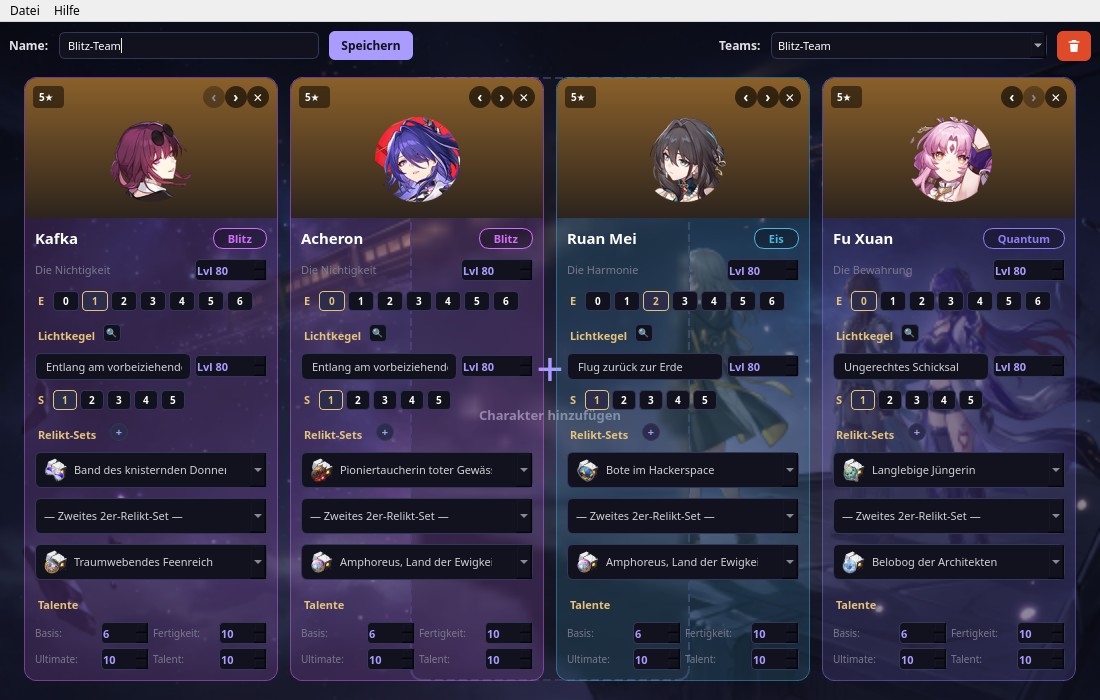 Datei Hilfe
Name: Blitz-Team Speichern Teams: Blitz-Team
5★ ‹ › × 5★ ‹ › × 5★ ‹ › × 5★ ‹ › ×
Kafka Blitz Acheron Blitz Ruan Mei Eis Fu Xuan Quantum
Die Nichtigkeit Lvl 80 Die Nichtigkeit Lvl 80 Die Harmonie Lvl 80 Die Bewahrung Lvl 80
E 0 1 2 3 4 5 6 E 0 1 2 3 4 5 6 E 0 1 2 3 4 5 6 E 0 1 2 3 4 5 6
Lichtkegel Lichtkegel Lichtkegel Lichtkegel
Entlang am vorbeiziehend Lvl 80 Entlang am vorbeiziehend Lvl 80 + Flug zurück zur Erde Lvl 80 Ungerechtes Schicksal Lvl 80
S 1 2 3 4 5 S 1 2 3 4 5 S 1 2 3 4 5 S 1 2 3 4 5
Charakter hinzufügen
Relikt-Sets + Relikt-Sets + Relikt-Sets + Relikt-Sets +
Band des knisternden Donner Pioniertaucherin toter Gewäs Bote im Hackerspace Langlebige Jüngerin
— Zweites 2er-Relikt-Set — — Zweites 2er-Relikt-Set — — Zweites 2er-Relikt-Set — — Zweites 2er-Relikt-Set —
Traumwebendes Feenreich Amphoreus, Land der Ewigke Amphoreus, Land der Ewigke Belobog der Architekten
Talente Talente Talente Talente
Basis: 6 Fertigkeit: 10 Basis: 6 Fertigkeit: 10 Basis: 6 Fertigkeit: 10 Basis: 6 Fertigkeit: 10
Ultimate: 10 Talent: 10 Ultimate: 10 Talent: 10 Ultimate: 10 Talent: 10 Ultimate: 10 Talent: 10